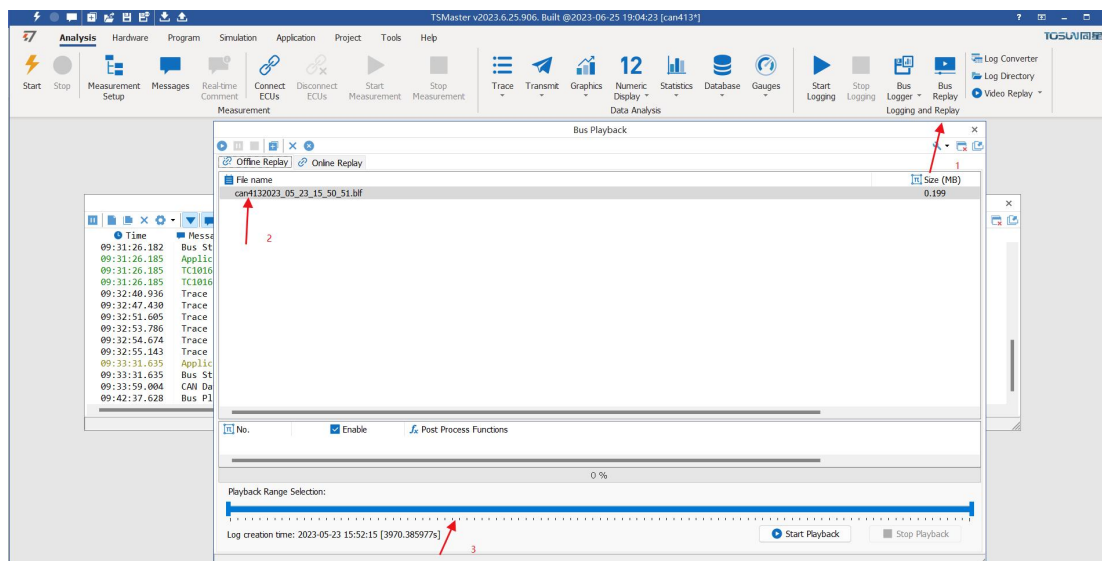 TSMaster v2023.6.25.906. Built @2023-06-25 19:04:23 [can413*]
Analysis Hardware Program Simulation Application Project Tools Help
TOSUN同星
Start Stop Measurement Setup Messages Real-time Comment Connect ECUs Disconnect ECUs Start Measurement Stop Measurement Trace Transmit Graphics 12 Numeric Display Statistics Database Gauges Start Logging Stop Logging Bus Logger Bus Replay
Log Converter
Log Directory
Video Replay
Measurement Data Analysis Logging and Replay
Bus Playback
1
Offline Replay Online Replay
File name Size (MB)
can4132023_05_23_15_50_51.blf 0.199
2
Time Messa
09:31:26.182 Bus St
09:31:26.185 Applic
09:31:26.185 TC1016
09:31:26.185 TC1016
09:32:40.936 Trace
09:32:47.430 Trace
09:32:51.605 Trace
09:32:53.786 Trace
09:32:54.674 Trace
09:32:55.143 Trace
09:33:31.635 Applic
09:33:31.635 Bus St
09:33:59.004 CAN Da
09:42:37.628 Bus Pl
No. Enable Post Process Functions
0 %
Playback Range Selection:
Log creation time: 2023-05-23 15:52:15 [3970.385977s]
3
Start Playback Stop Playback